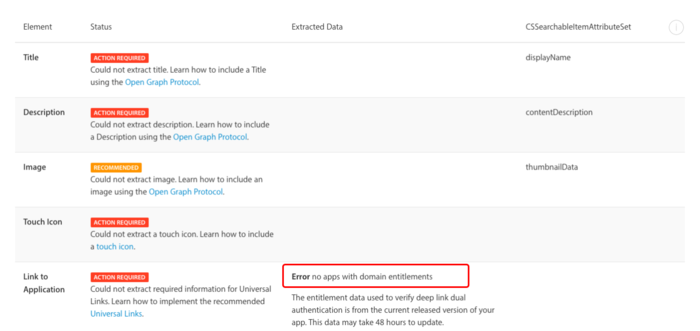 Element Status Extracted Data CSSearchableItemAttributeSet i
Title ACTION REQUIRED displayName
Could not extract title. Learn how to include a Title
using the Open Graph Protocol.
Description ACTION REQUIRED contentDescription
Could not extract description. Learn how to include
a Description using the Open Graph Protocol.
Image RECOMMENDED thumbnailData
Could not extract image. Learn how to include an
image using the Open Graph Protocol.
Touch Icon ACTION REQUIRED
Could not extract a touch icon. Learn how to include
a touch icon.
Link to
Application
ACTION REQUIRED
Could not extract required information for Universal
Links. Learn how to implement the recommended
Universal Links.
Error no apps with domain entitlements
The entitlement data used to verify deep link dual
authentication is from the current released version of your
app. This data may take 48 hours to update.